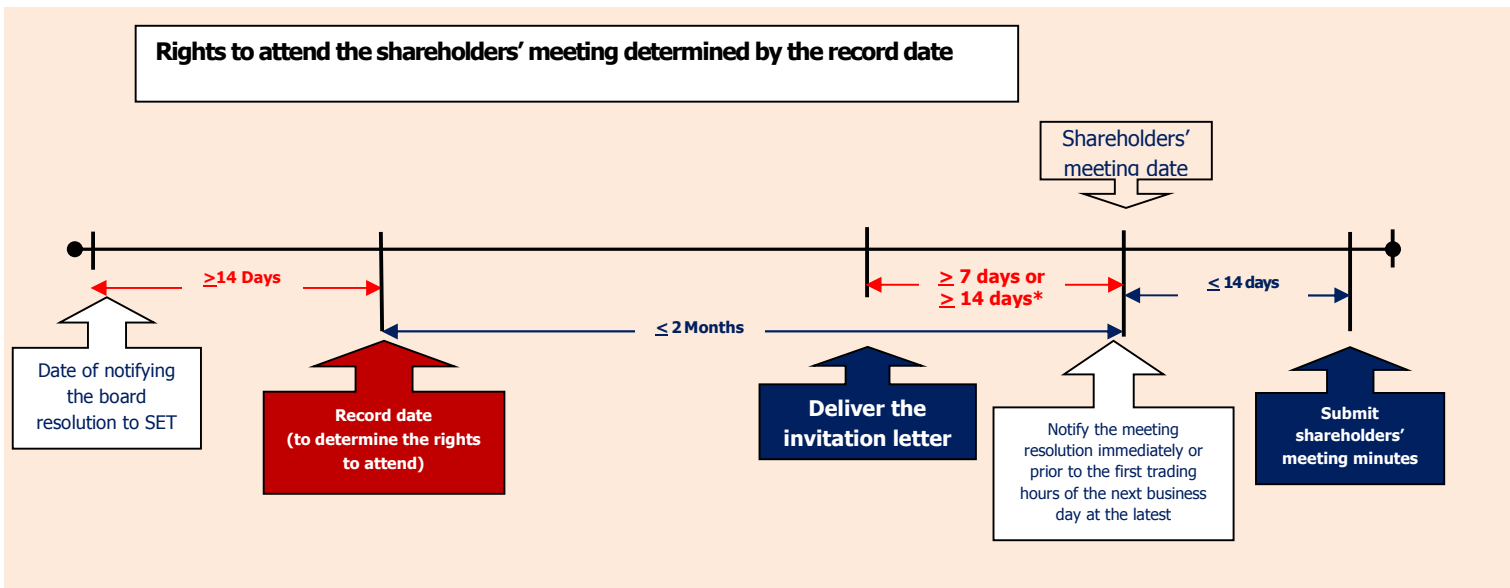 Rights to attend the shareholders’ meeting determined by the record date
Shareholders’
meeting date
≥14 Days
≥ 7 days or
≥ 14 days*
≤ 14 days
≤ 2 Months
Date of notifying
the board
resolution to SET
Record date
(to determine the rights
to attend)
Deliver the
invitation letter
Notify the meeting
resolution immediately or
prior to the first trading
hours of the next business
day at the latest
Submit
shareholders’
meeting minutes